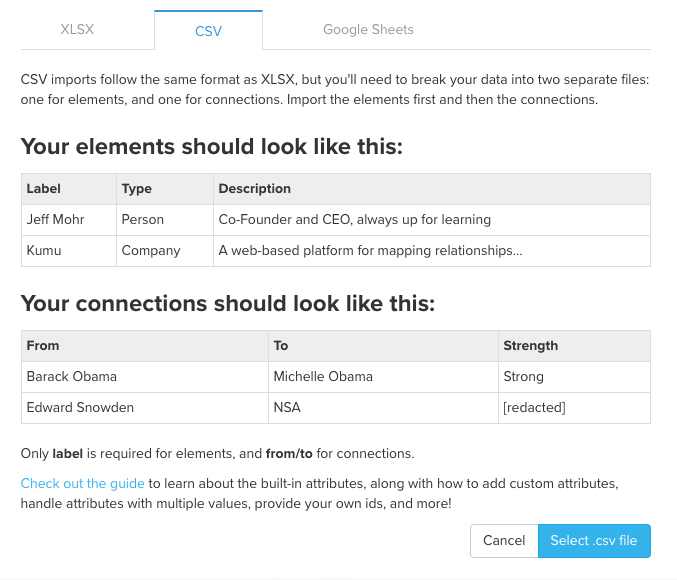 XLSX CSV Google Sheets
CSV imports follow the same format as XLSX, but you'll need to break your data into two separate files:
one for elements, and one for connections. Import the elements first and then the connections.
Your elements should look like this:
Label Type Description
Jeff Mohr Person Co-Founder and CEO, always up for learning
Kumu Company A web-based platform for mapping relationships...
Your connections should look like this:
From To Strength
Barack Obama Michelle Obama Strong
Edward Snowden NSA [redacted]
Only label is required for elements, and from/to for connections.
Check out the guide to learn about the built-in attributes, along with how to add custom attributes,
handle attributes with multiple values, provide your own ids, and more!
Cancel Select .csv file